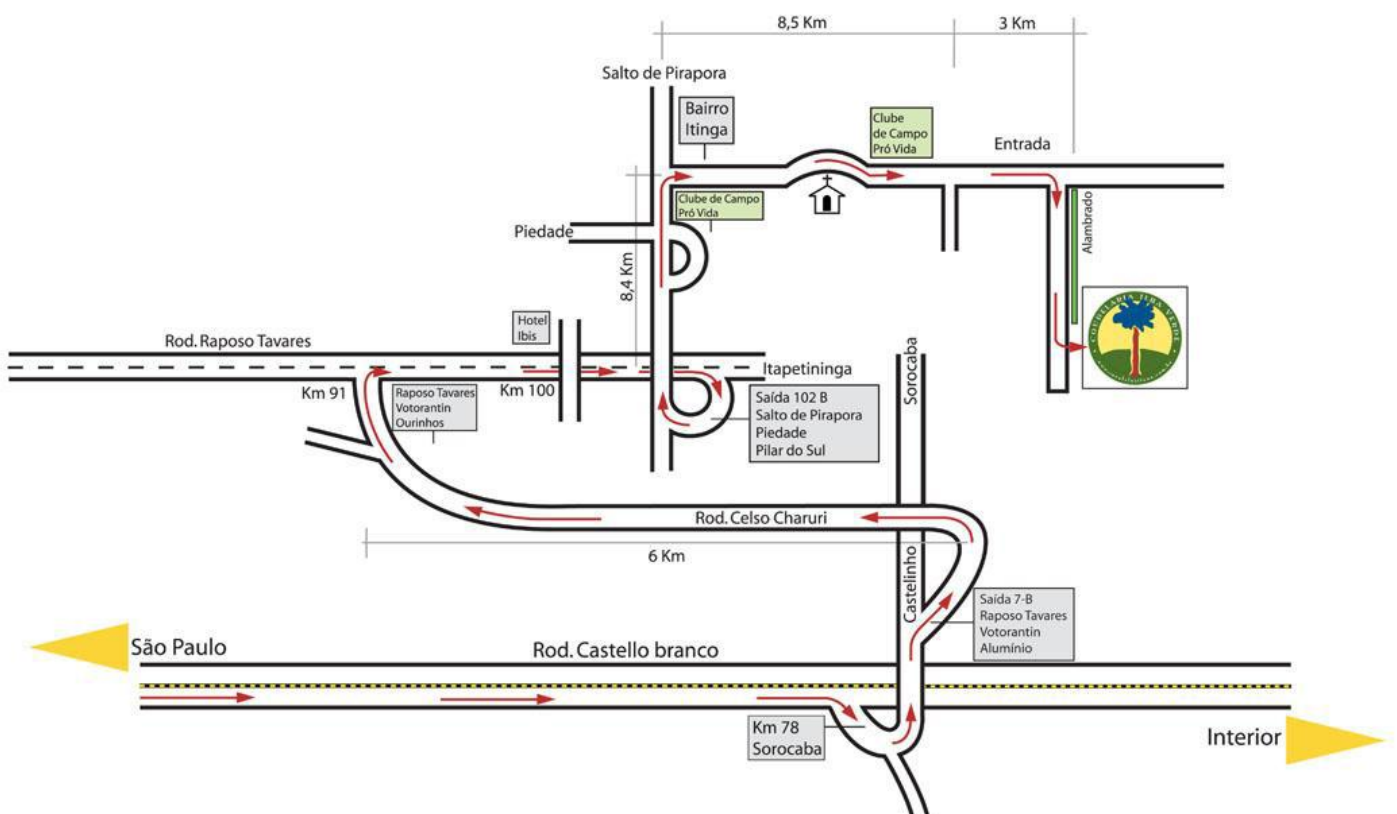 8,5 Km
3 Km
Salto de Pirapora
Bairro
Itinga
Clube
de Campo
Pró Vida
Entrada
Clube de Campo
Pró Vida
Piedade
Alambrado
8,4 Km
COUDELARIA JUBA VERDE
Hotel
Ibis
Rod. Raposo Tavares
Itapetininga
Sorocaba
Km 91
Raposo Tavares
Votorantin
Ourinhos
Km 100
Saída 102 B
Salto de Pirapora
Piedade
Pilar do Sul
Rod. Celso Charuri
6 Km
Castelinho
Saída 7-B
Raposo Tavares
Votorantin
Alumínio
São Paulo
Rod. Castello branco
Km 78
Sorocaba
Interior